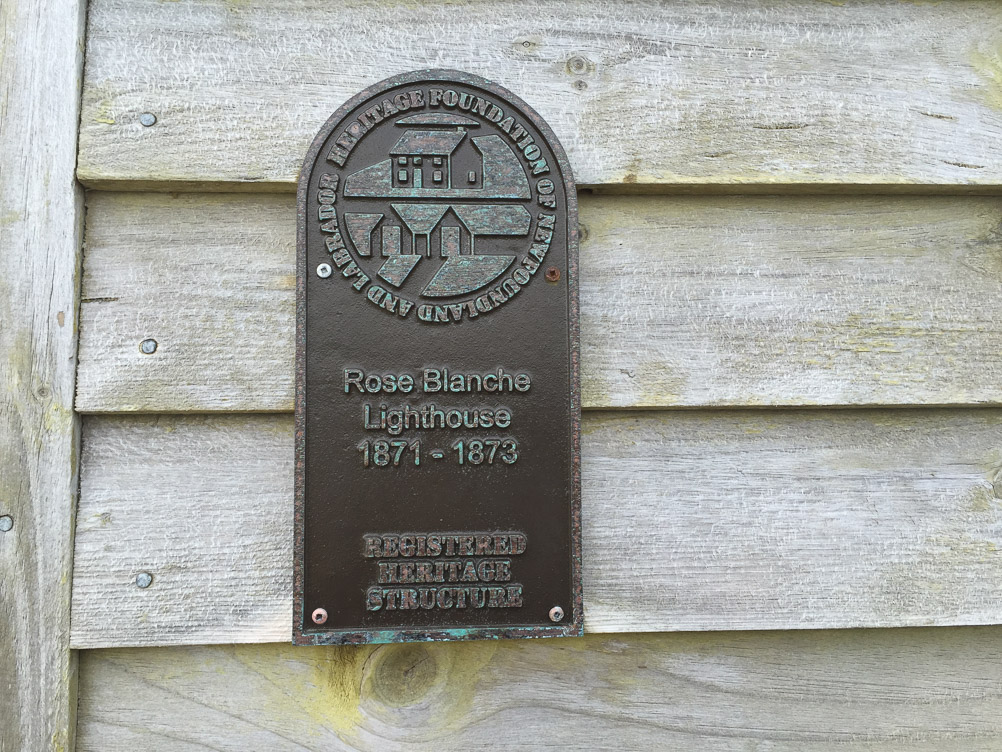 HERITAGE FOUNDATION OF NEWFOUNDLAND AND LABRADOR
Rose Blanche
Lighthouse
1871 - 1873
REGISTERED
HERITAGE
STRUCTURE